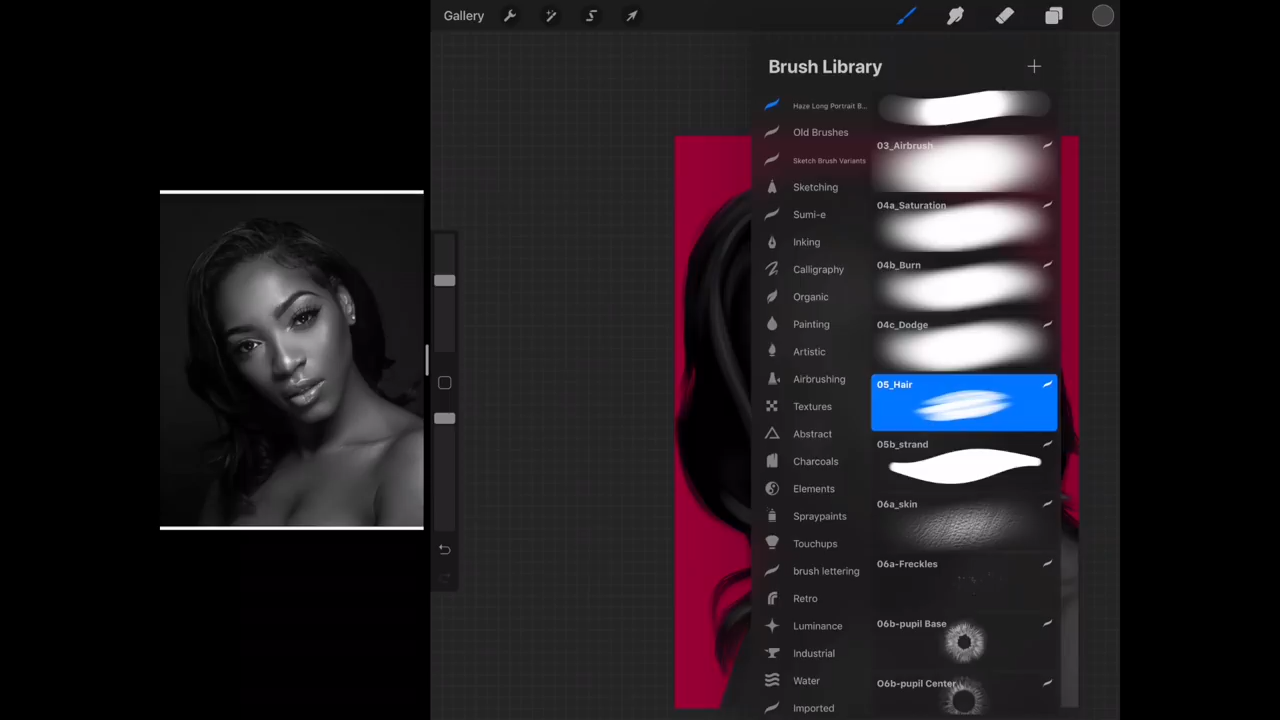 Gallery
Brush Library
Haze Long Portrait B...
Old Brushes
Sketch Brush Variants
Sketching
Sumi-e
Inking
Calligraphy
Organic
Painting
Artistic
Airbrushing
Textures
Abstract
Charcoals
Elements
Spraypaints
Touchups
brush lettering
Retro
Luminance
Industrial
Water
Imported
03_Airbrush
04a_Saturation
04b_Burn
04c_Dodge
05_Hair
05b_strand
06a_skin
06a-Freckles
06b-pupil Base
O6b-pupil Center